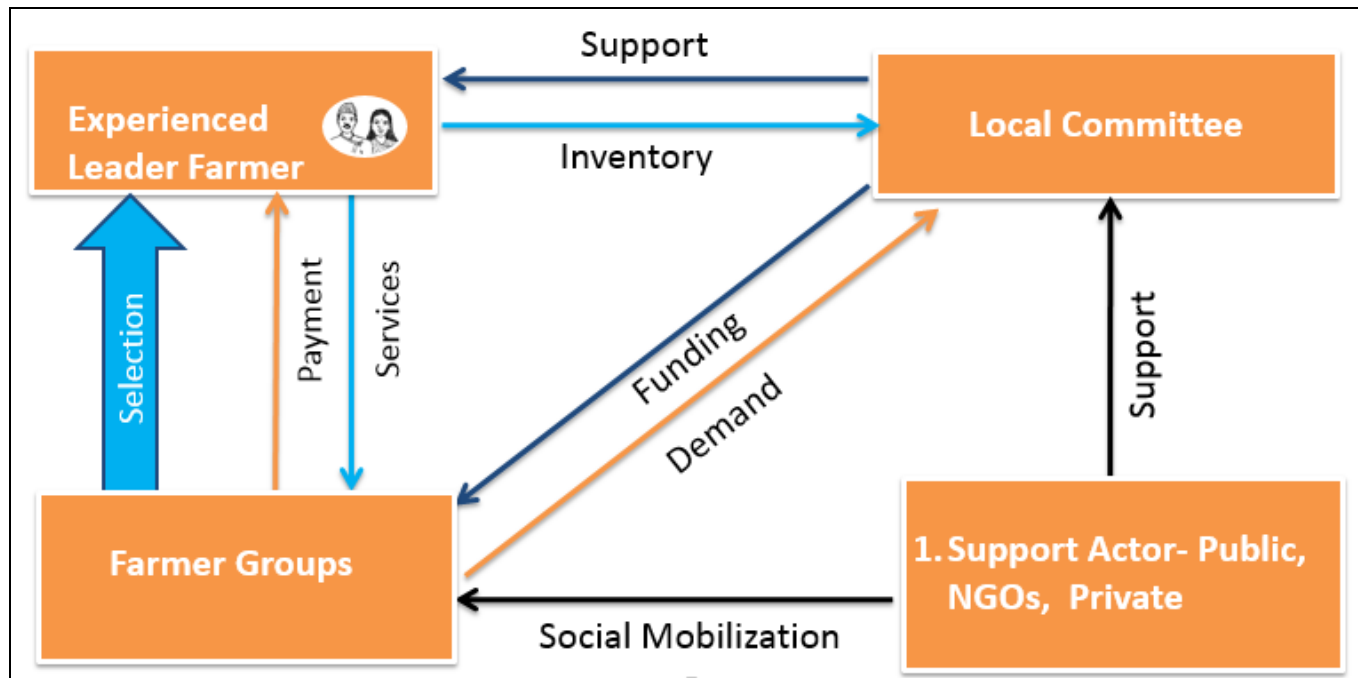 Support
Experienced
Leader Farmer
Local Committee
Inventory
Selection
Payment
Services
Funding
Demand
Support
Farmer Groups
1. Support Actor- Public,
NGOs, Private
Social Mobilization